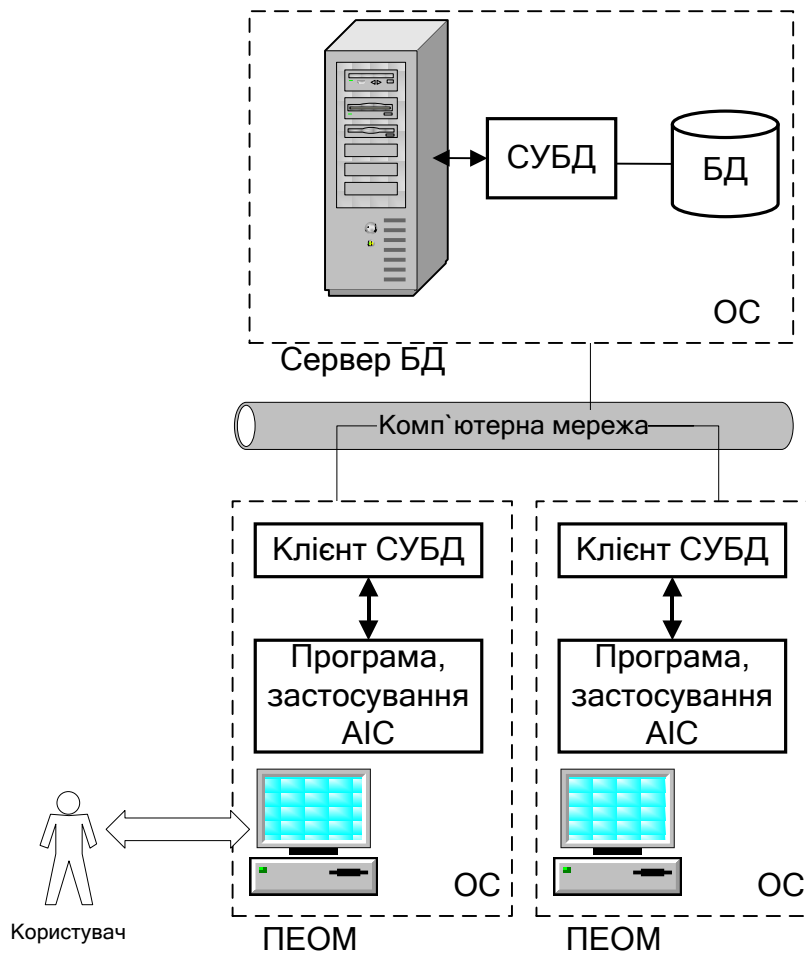 СУБД
БД
ОС
Сервер БД
Комп`ютерна мережа
Клієнт СУБД
Програма,
застосування
АІС
ОС
ПЕОМ
Клієнт СУБД
Програма,
застосування
АІС
ОС
ПЕОМ
Користувач